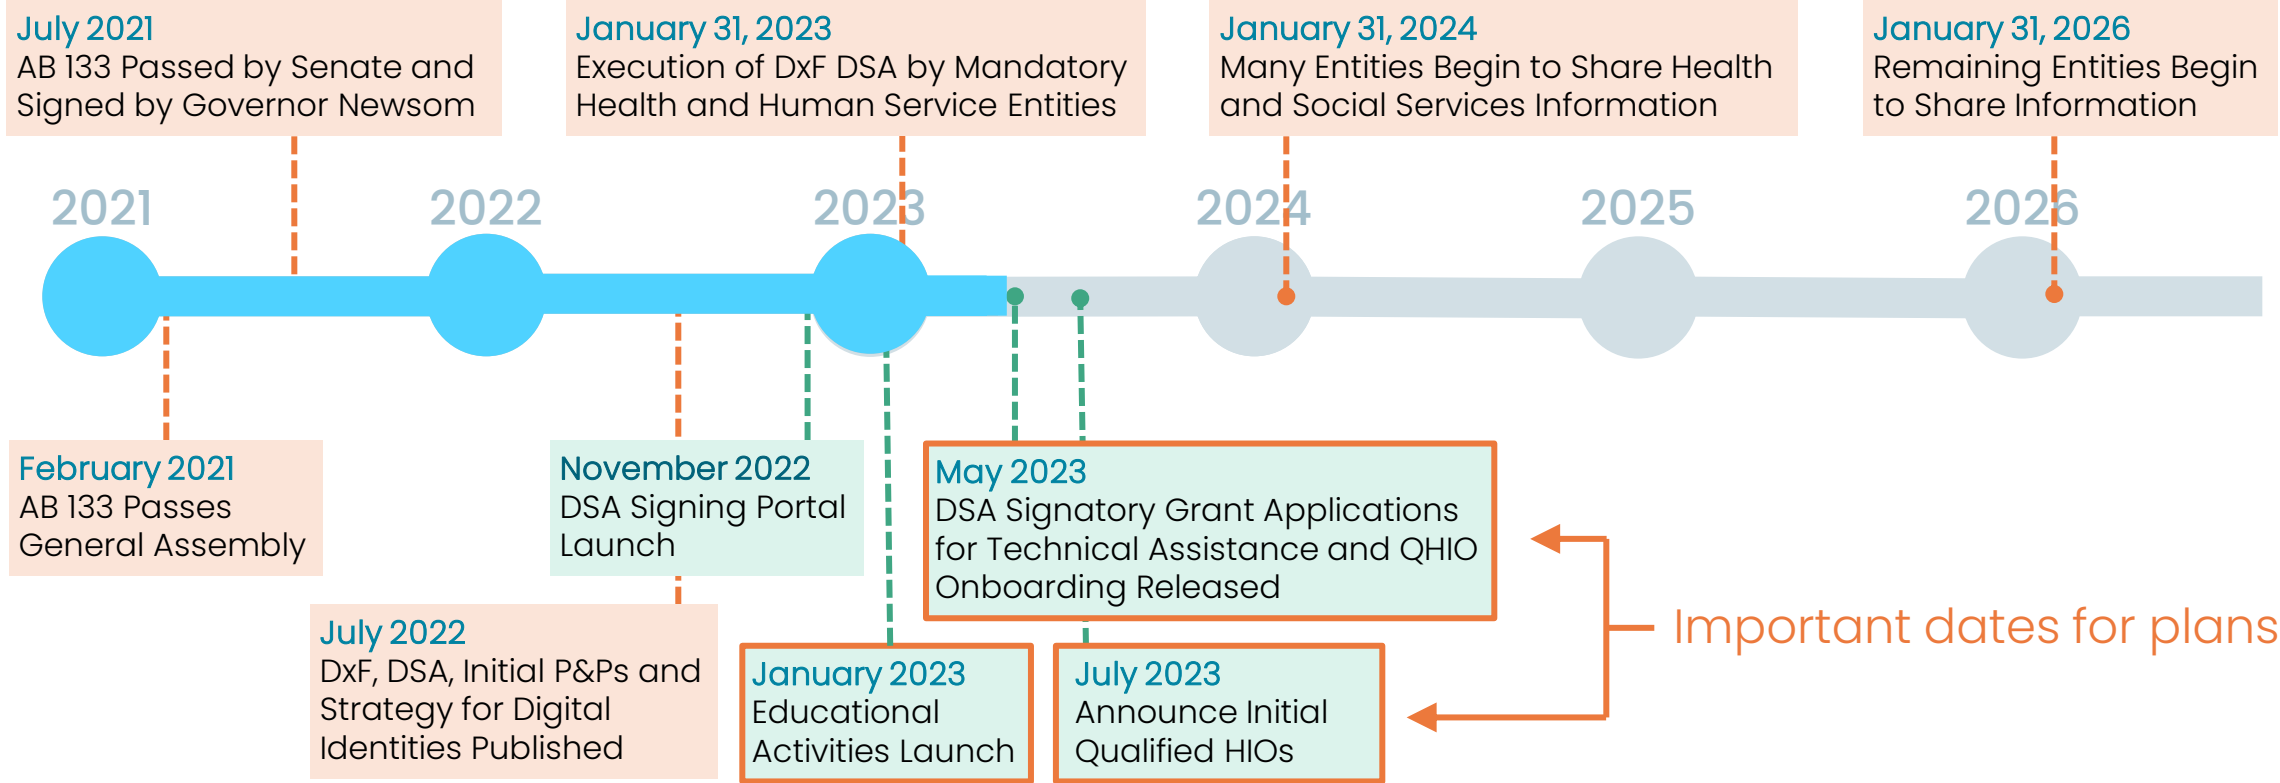 July 2021
AB 133 Passed by Senate and
Signed by Governor Newsom
January 31, 2023
Execution of DxF DSA by Mandatory
Health and Human Service Entities
January 31, 2024
Many Entities Begin to Share Health
and Social Services Information
January 31, 2026
Remaining Entities Begin
to Share Information
2021
2022
2023
2024
2025
2026
February 2021
AB 133 Passes
General Assembly
November 2022
DSA Signing Portal
Launch
May 2023
DSA Signatory Grant Applications
for Technical Assistance and QHIO
Onboarding Released
July 2022
DxF, DSA, Initial P&Ps and
Strategy for Digital
Identities Published
January 2023
Educational
Activities Launch
July 2023
Announce Initial
Qualified HIOs
Important dates for plans